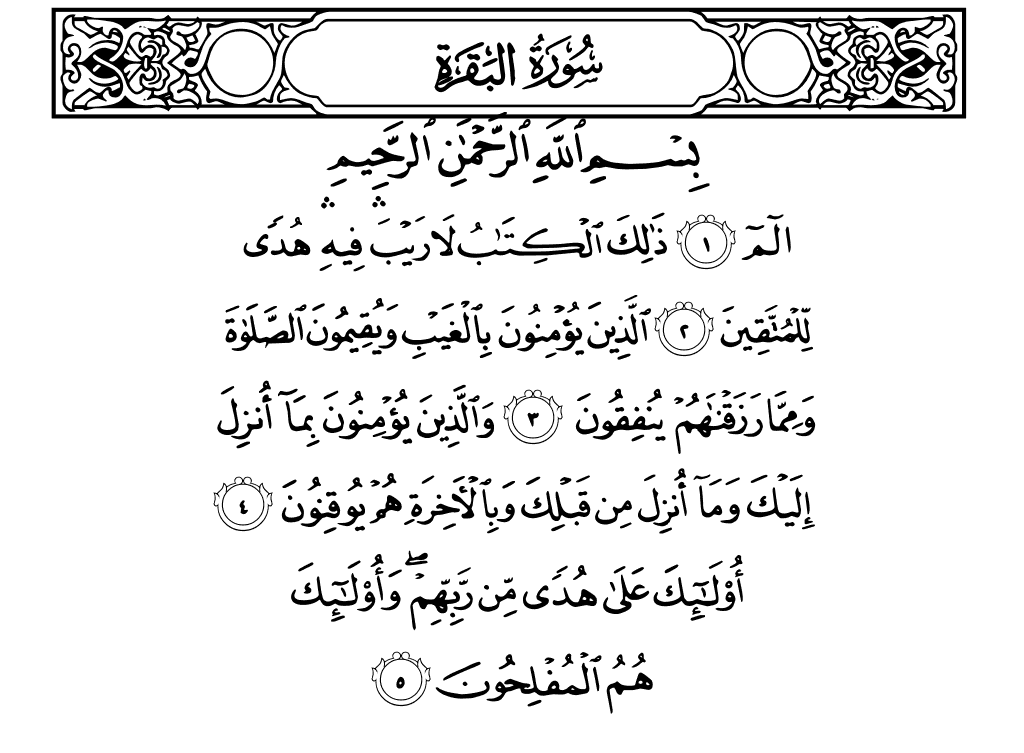 سُورَةُ البَقَرَةِ
بِسۡمِ ٱللَّهِ ٱلرَّحۡمَٰنِ ٱلرَّحِيمِ
الٓمٓ ١ ذَٰلِكَ ٱلۡكِتَٰبُ لَا رَيۡبَۛ فِيهِۛ هُدٗى
لِّلۡمُتَّقِينَ ٢ ٱلَّذِينَ يُؤۡمِنُونَ بِٱلۡغَيۡبِ وَيُقِيمُونَ ٱلصَّلَوٰةَ
وَمِمَّا رَزَقۡنَٰهُمۡ يُنفِقُونَ ٣ وَٱلَّذِينَ يُؤۡمِنُونَ بِمَآ أُنزِلَ
إِلَيۡكَ وَمَآ أُنزِلَ مِن قَبۡلِكَ وَبِٱلۡأٓخِرَةِ هُمۡ يُوقِنُونَ ٤
أُوْلَٰٓئِكَ عَلَىٰ هُدٗى مِّن رَّبِّهِمۡۖ وَأُوْلَٰٓئِكَ
هُمُ ٱلۡمُفۡلِحُونَ ٥